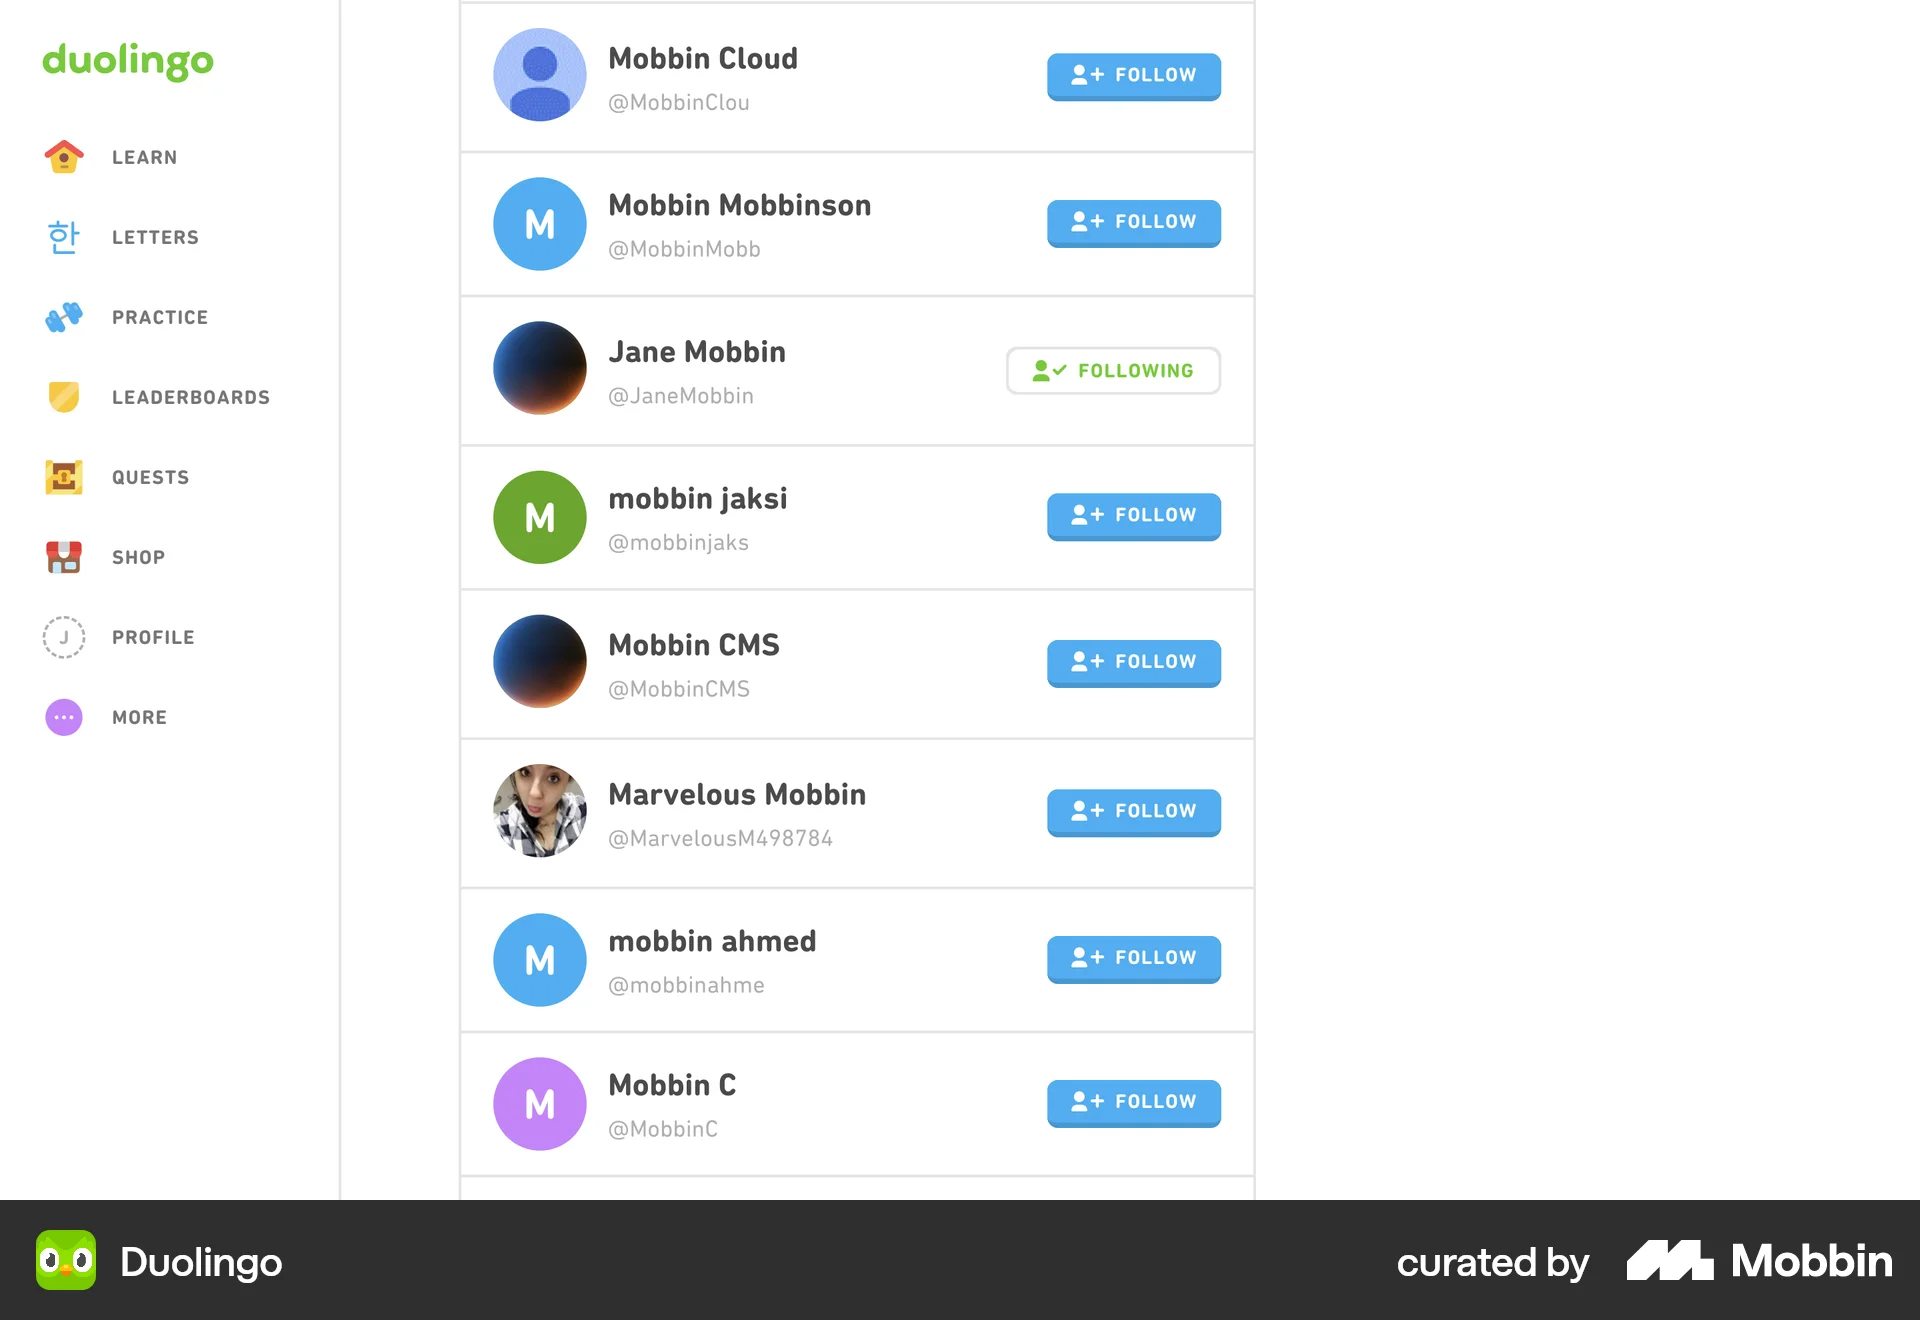 duolingo
LEARN
한
LETTERS
PRACTICE
LEADERBOARDS
QUESTS
SHOP
J
PROFILE
MORE
Mobbin Cloud
@MobbinClou
FOLLOW
M
Mobbin Mobbinson
@MobbinMobb
FOLLOW
Jane Mobbin
@JaneMobbin
FOLLOWING
M
mobbin jaksi
@mobbinjaks
FOLLOW
Mobbin CMS
@MobbinCMS
FOLLOW
Marvelous Mobbin
@MarvelousM498784
FOLLOW
M
mobbin ahmed
@mobbinahme
FOLLOW
M
Mobbin C
@MobbinC
FOLLOW
Duolingo
curated by Mobbin